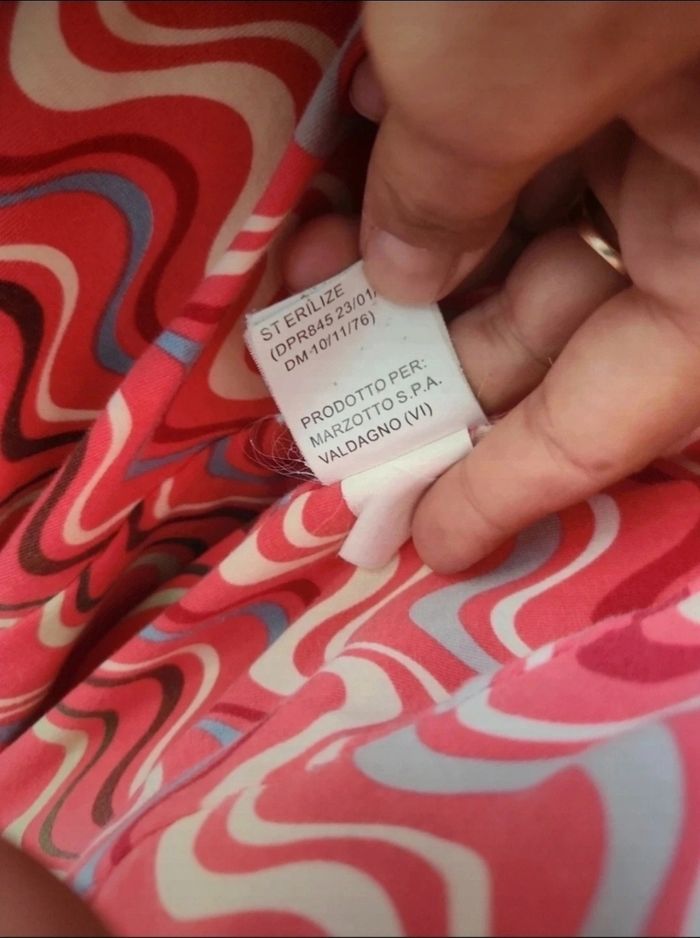 STERILIZE
(DPR845 23/01/
DM 10/11/76)
PRODOTTO PER:
MARZOTTO S.P.A.
VALDAGNO (VI)